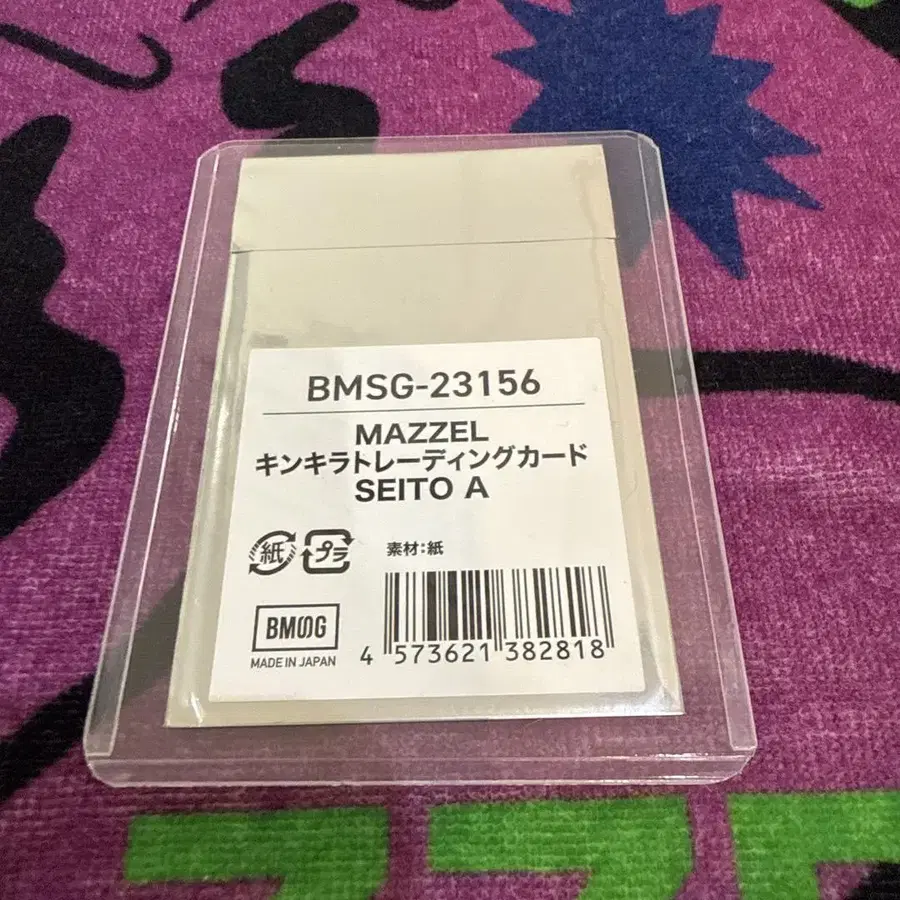 BMSG-23156
MAZZEL
キンキラトレーディングカード
SEITO A
紙
プラ
素材:紙
BMSG
MADE IN JAPAN
4 573621 382818